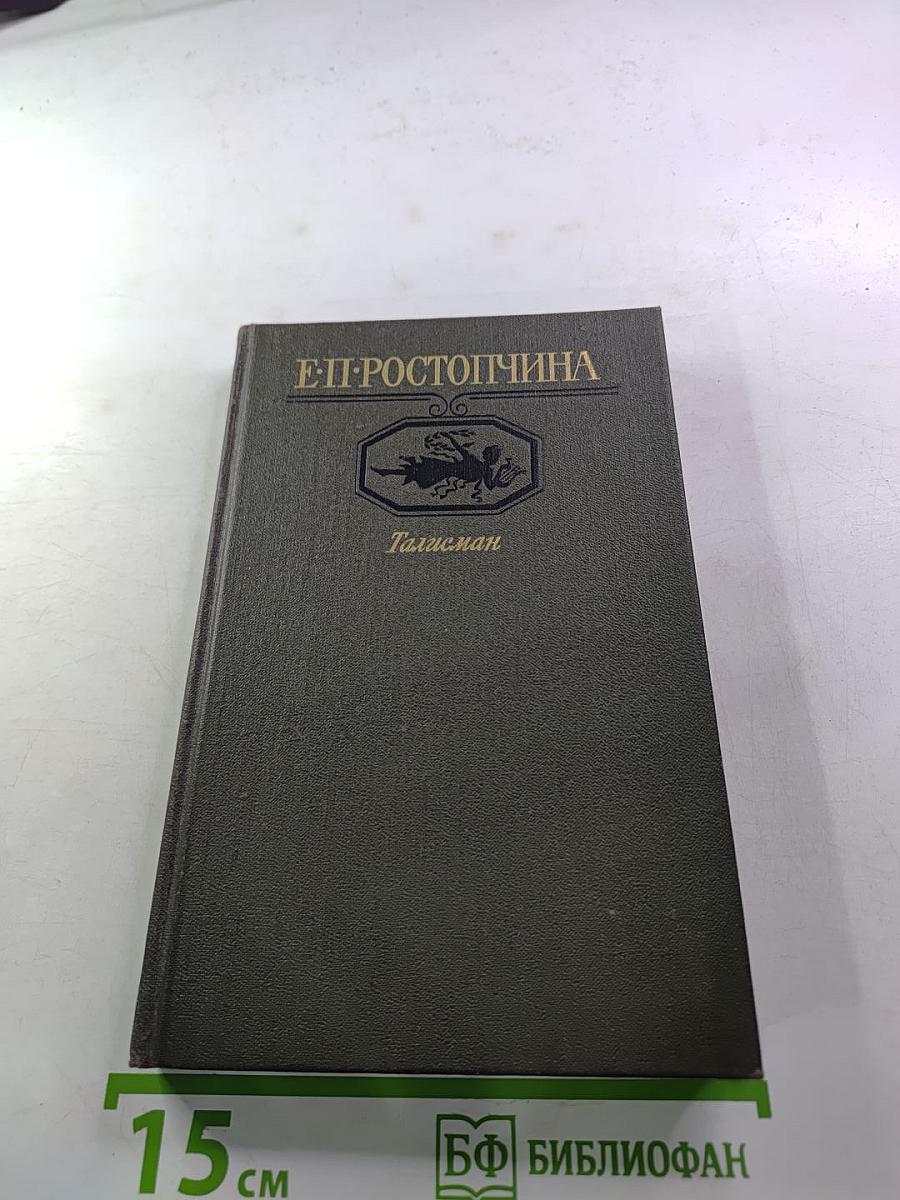 Е·П·РОСТОПЧИНА
Талисман
15 см
БФ БИБЛИОФАН